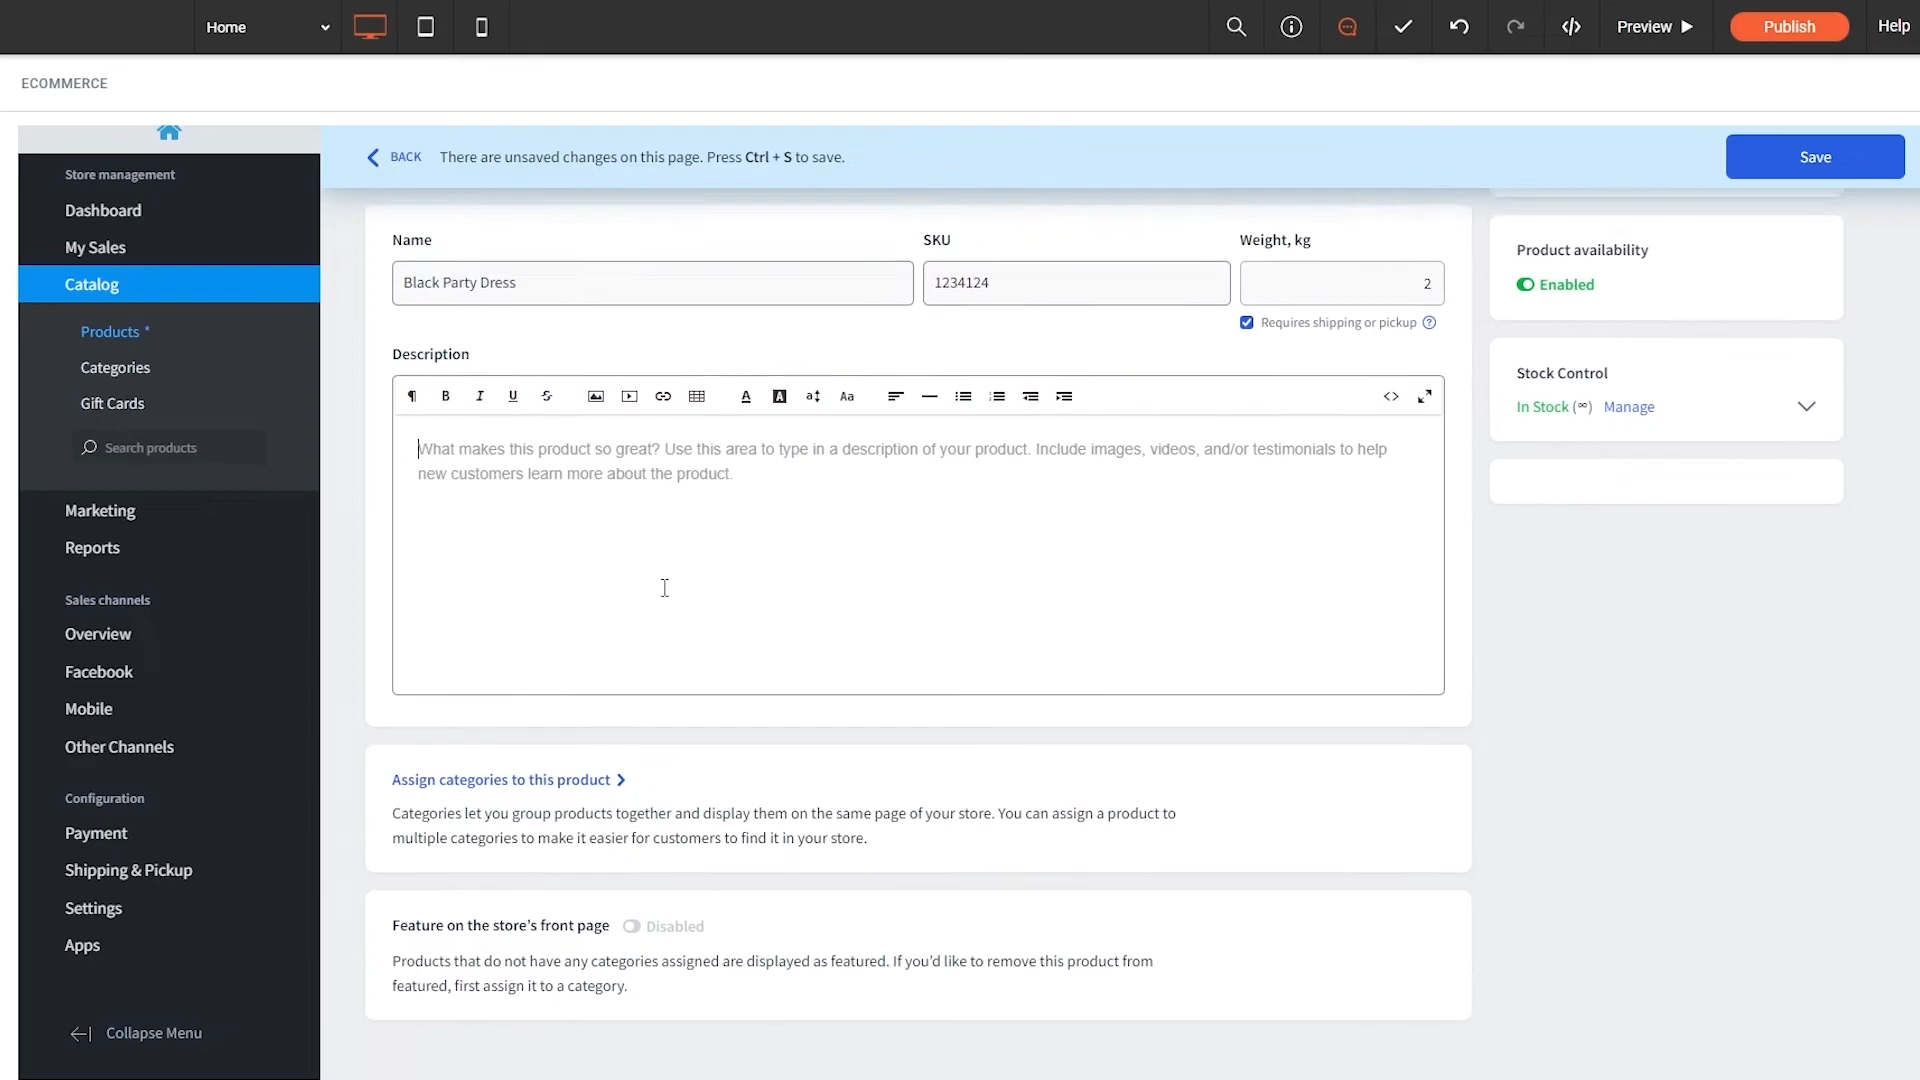 Home
Preview
Publish
Help
ECOMMERCE
BACK
There are unsaved changes on this page. Press Ctrl + S to save.
Save
Store management
Dashboard
My Sales
Catalog
Products *
Categories
Gift Cards
Search products
Marketing
Reports
Sales channels
Overview
Facebook
Mobile
Other Channels
Configuration
Payment
Shipping & Pickup
Settings
Apps
Collapse Menu
Name
SKU
Weight, kg
Black Party Dress
1234124
2
Requires shipping or pickup
Description
What makes this product so great? Use this area to type in a description of your product. Include images, videos, and/or testimonials to help
new customers learn more about the product.
Assign categories to this product
Categories let you group products together and display them on the same page of your store. You can assign a product to
multiple categories to make it easier for customers to find it in your store.
Feature on the store's front page
Disabled
Products that do not have any categories assigned are displayed as featured. If you'd like to remove this product from
featured, first assign it to a category.
Product availability
Enabled
Stock Control
In Stock (∞) Manage